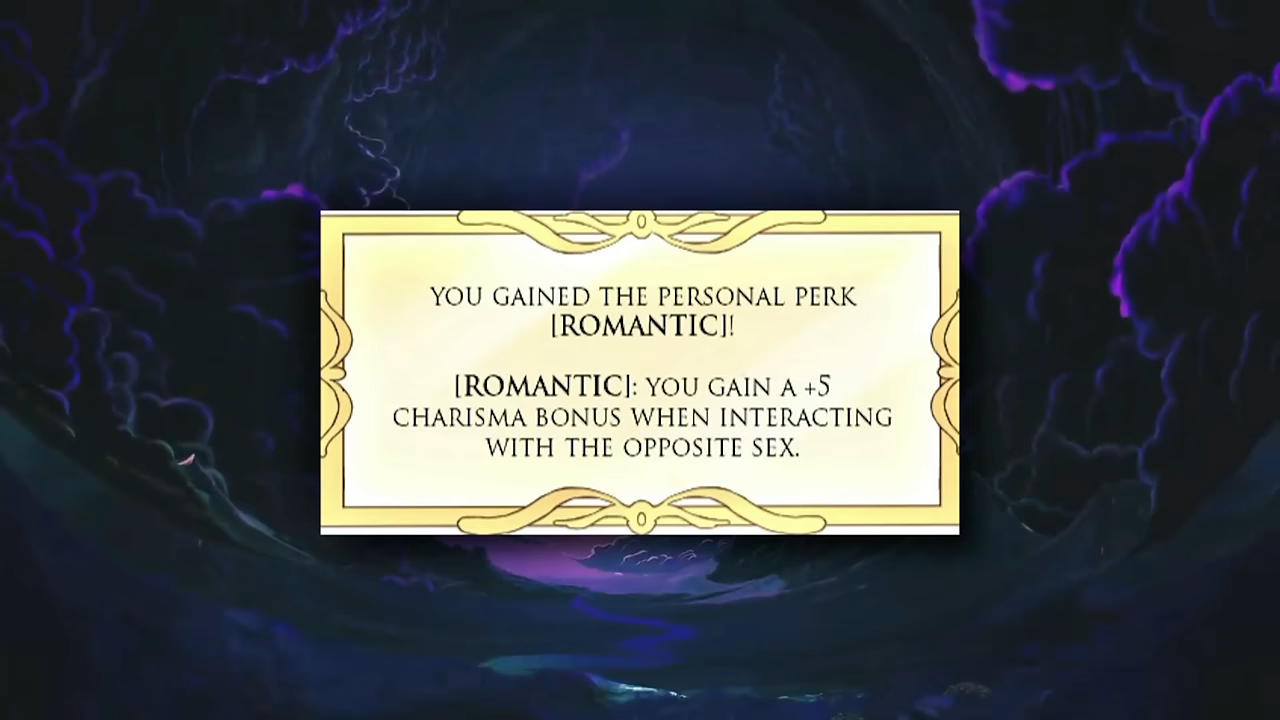 YOU GAINED THE PERSONAL PERK
[ROMANTIC]!
[ROMANTIC]: YOU GAIN A +5
CHARISMA BONUS WHEN INTERACTING
WITH THE OPPOSITE SEX.